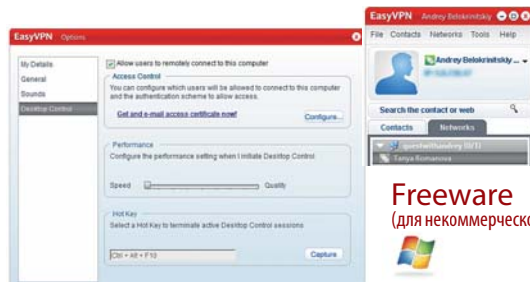 EasyVPN Options
My Details
General
Sounds
Desktop Control
Allow users to remotely connect to this computer
Access Control
You can configure which users will be allowed to connect to this computer
and the authentication scheme to allow access.
Get and e-mail access certificate now!
Configure...
Performance
Configure the performance setting when I initiate Desktop Control
Speed
Quality
Hot Key
Select a Hot Key to terminate active Desktop Control sessions
Ctrl + Alt + F10
Capture
EasyVPN Andrey Belokrinitskiy
File Contacts Networks Tools Help
Andrey Belokrinitskiy ...
Search the contact or web
Contacts Networks
Tanya Romanova
Freeware
(для некоммерческо